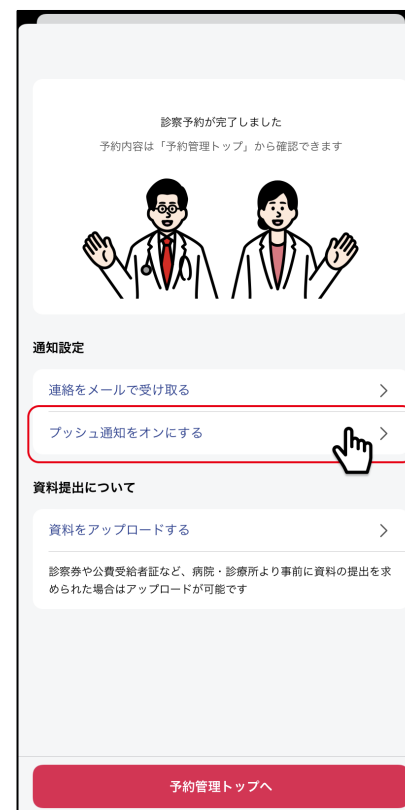 診察予約が完了しました
予約内容は「予約管理トップ」から確認できます
通知設定
連絡をメールで受け取る
プッシュ通知をオンにする
資料提出について
資料をアップロードする
診察券や公費受給者証など、病院・診療所より事前に資料の提出を求
められた場合はアップロードが可能です
予約管理トップへ